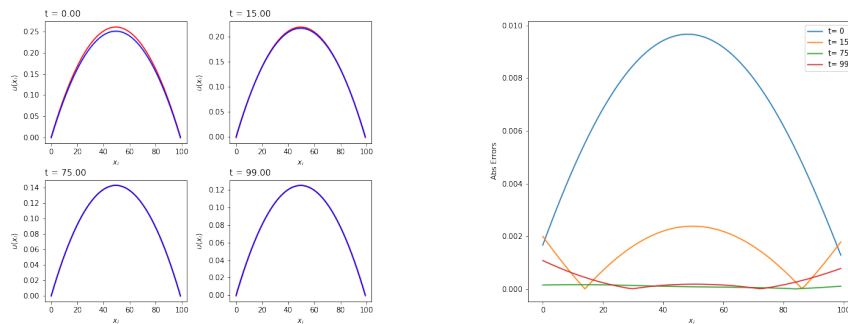 t = 0.00
u(xᵢ)
0.25
0.20
0.15
0.10
0.05
0.00
0 20 40 60 80 100
xᵢ
t = 15.00
u(xᵢ)
0.20
0.15
0.10
0.05
0.00
0 20 40 60 80 100
xᵢ
t = 75.00
u(xᵢ)
0.14
0.12
0.10
0.08
0.06
0.04
0.02
0.00
0 20 40 60 80 100
xᵢ
t = 99.00
u(xᵢ)
0.12
0.10
0.08
0.06
0.04
0.02
0.00
0 20 40 60 80 100
xᵢ
Abs Errors
0.010
0.008
0.006
0.004
0.002
0.000
0 20 40 60 80 100
xᵢ
t= 0
t= 15
t= 75
t= 99